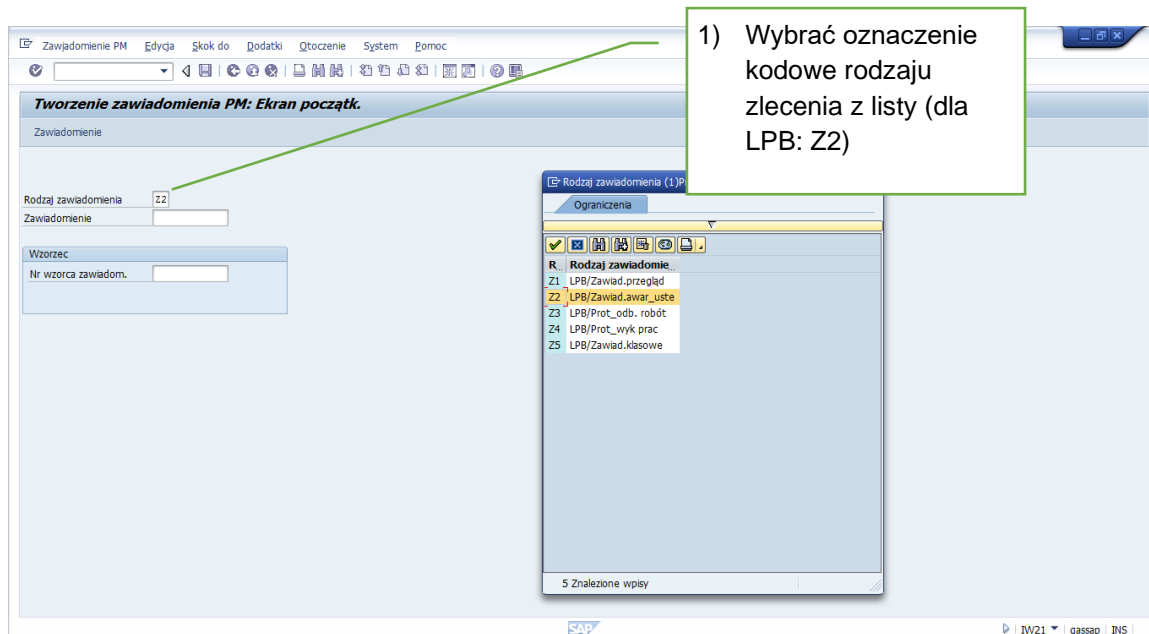 1) Wybrać oznaczenie
kodowe rodzaju
zlecenia z listy (dla
LPB: Z2)
Zawiadomienie PM Edycja Skok do Dodatki Otoczenie System Pomoc
Tworzenie zawiadomienia PM: Ekran początk.
Zawiadomienie
Rodzaj zawiadomienia Z2
Zawiadomienie
Wzorzec
Nr wzorca zawiadom.
Rodzaj zawiadomienia (1)
Ograniczenia
R.. Rodzaj zawiadomie..
Z1 LPB/Zawiad.przegląd
Z2 LPB/Zawiad.awar_uste
Z3 LPB/Prot_odb. robót
Z4 LPB/Prot_wyk prac
Z5 LPB/Zawiad.klasowe
5 Znalezione wpisy
SAP
IW21 qassap INS